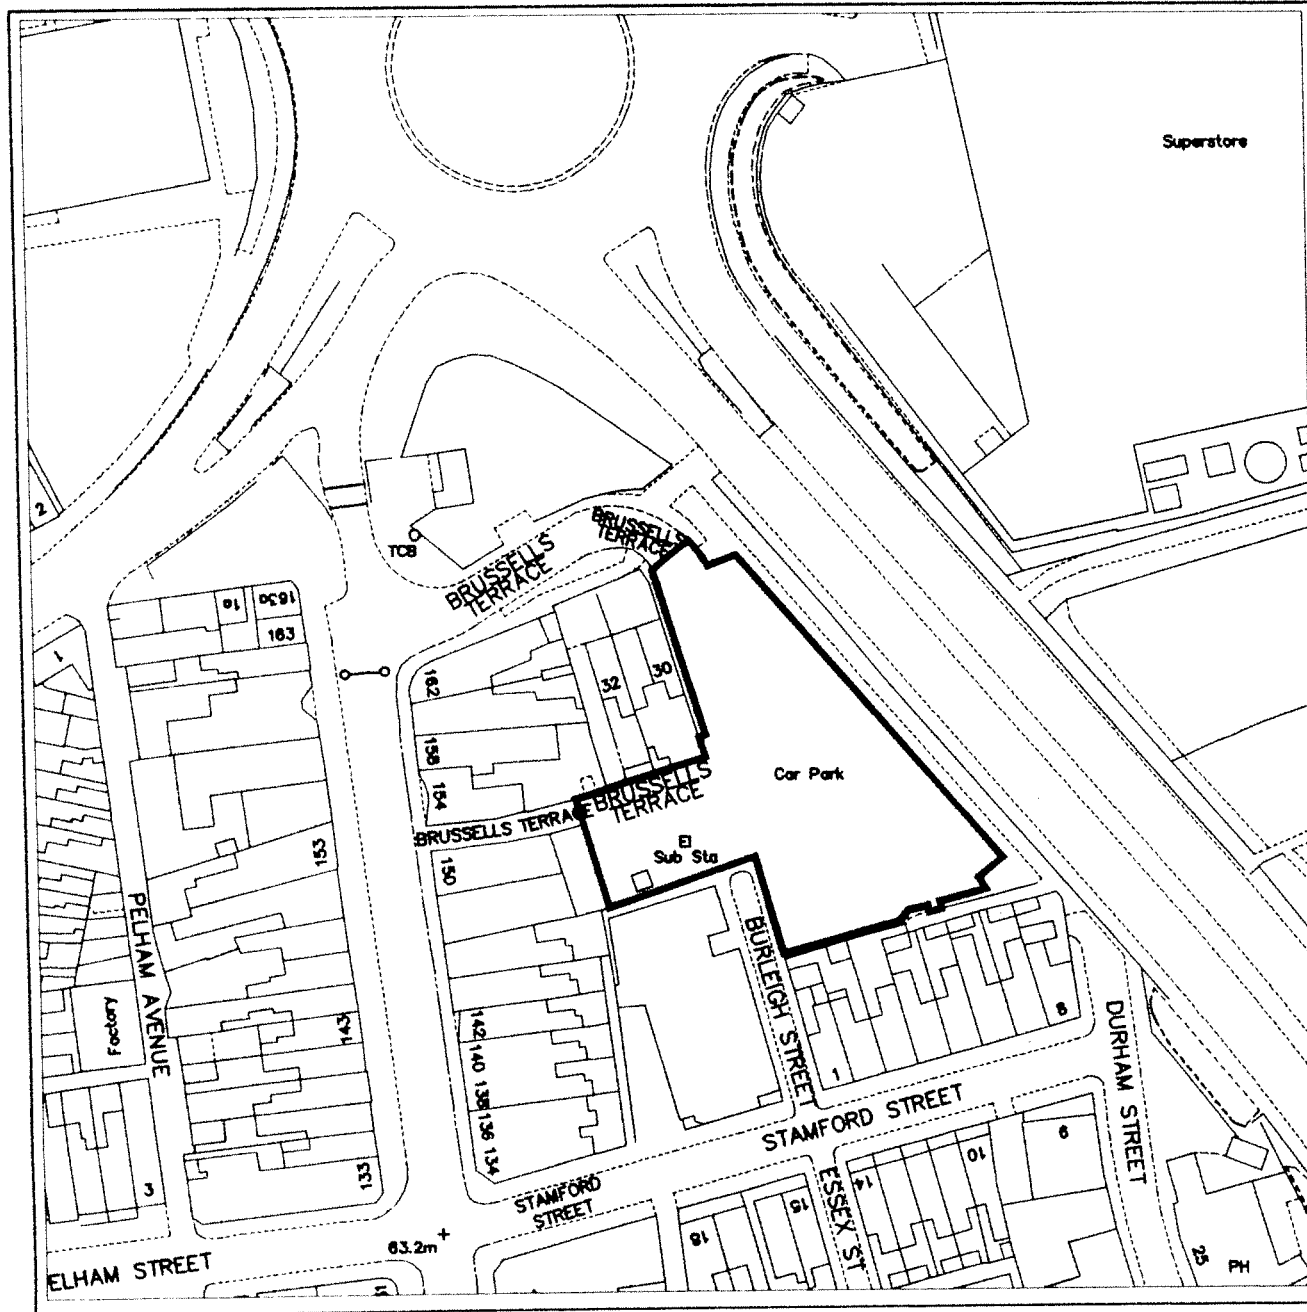 Superstore
2
TCB
BRUSSELLS
TERRACE
BRUSSELLS
TERRACE
1a
163a
163
1
162
32
30
158
154
Car Park
BRUSSELLS
TERRACE
BRUSSELLS TERRACE
El
Sub Sta
153
150
PELHAM AVENUE
BURLEIGH STREET
Factory
143
142
140
138
136
134
8
1
DURHAM STREET
STAMFORD STREET
133
3
STAMFORD
STREET
ESSEX ST
14
10
9
15
18
63.2m
ELHAM STREET
25
PH